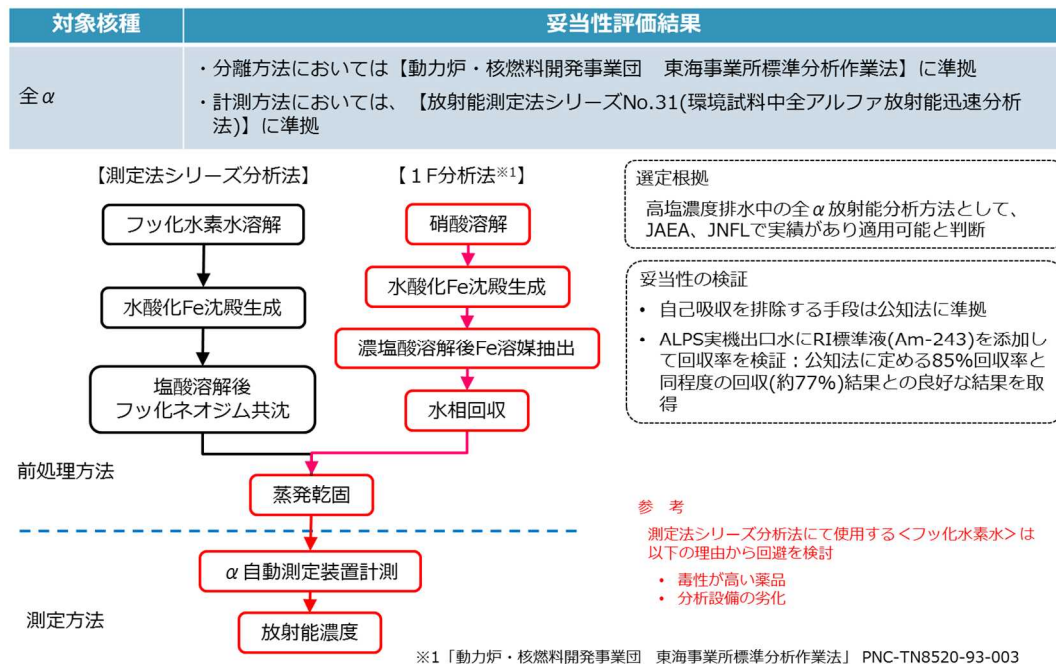 対象核種
妥当性評価結果
全α
・分離方法においては【動力炉・核燃料開発事業団　東海事業所標準分析作業法】に準拠
・計測方法においては、【放射能測定法シリーズNo.31(環境試料中全アルファ放射能迅速分析
法)】に準拠
【測定法シリーズ分析法】
フッ化水素水溶解
水酸化Fe沈殿生成
塩酸溶解後
フッ化ネオジム共沈
【１F分析法※1】
硝酸溶解
水酸化Fe沈殿生成
濃塩酸溶解後Fe溶媒抽出
水相回収
前処理方法
蒸発乾固
測定方法
α自動測定装置計測
放射能濃度
選定根拠
高塩濃度排水中の全α放射能分析方法として、
JAEA、JNFLで実績があり適用可能と判断
妥当性の検証
• 自己吸収を排除する手段は公知法に準拠
• ALPS実機出口水にRI標準液(Am-243)を添加し
て回収率を検証：公知法に定める85%回収率と
同程度の回収(約77%)結果との良好な結果を取
得
参　考
測定法シリーズ分析法にて使用する＜フッ化水素水＞は
以下の理由から回避を検討
• 毒性が高い薬品
• 分析設備の劣化
※1「動力炉・核燃料開発事業団　東海事業所標準分析作業法」 PNC-TN8520-93-003